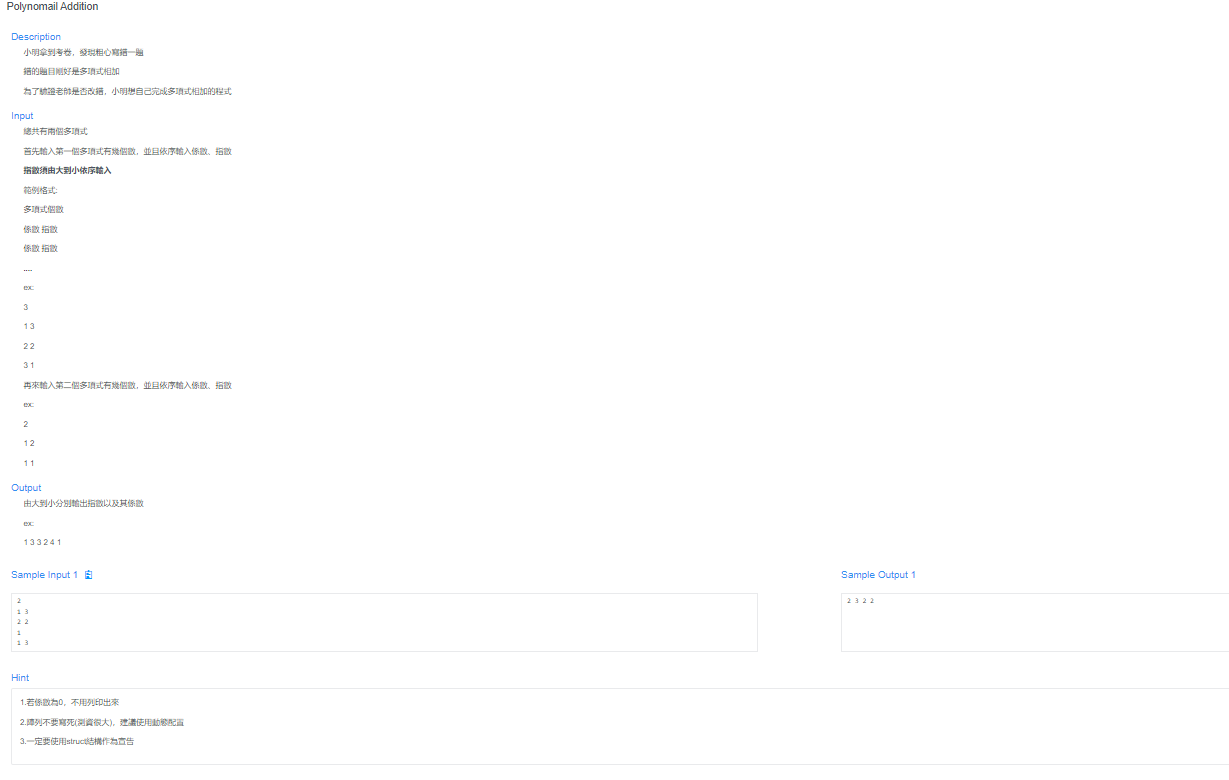 Polynomail Addition
Description
小明拿到考卷，發現粗心寫錯一題
錯的題目剛好是多項式相加
為了驗證老師是否改錯，小明想自己完成多項式相加的程式
Input
總共有兩個多項式
首先輸入第一個多項式有幾個數，並且依序輸入係數、指數
指數須由大到小依序輸入
範例格式:
多項式個數
係數 指數
係數 指數
....
ex:
3
1 3
2 2
3 1
再來輸入第二個多項式有幾個數，並且依序輸入係數、指數
ex:
2
1 2
1 1
Output
由大到小分別輸出指數以及其係數
ex:
1 3 3 2 4 1
Sample Input 1
Sample Output 1
2
1 3
2 2
1
1 3
2 3 2 2
Hint
1.若係數為0，不用列印出來
2.陣列不要寫死(測資很大)，建議使用動態配置
3.一定要使用struct結構作為宣告